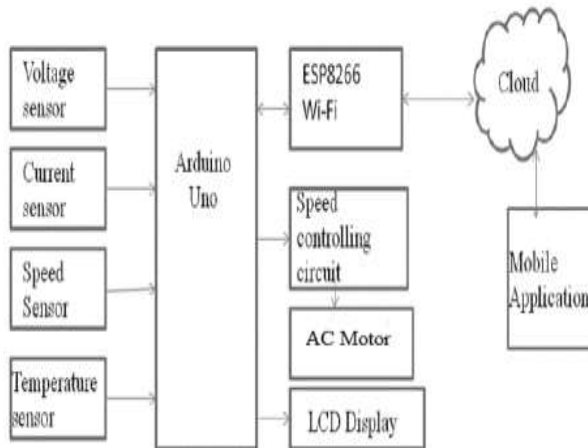 Voltage
sensor
Current
sensor
Speed
Sensor
Temperature
sensor
Arduino
Uno
ESP8266
Wi-Fi
Speed
controlling
circuit
AC Motor
LCD Display
Cloud
Mobile
Application